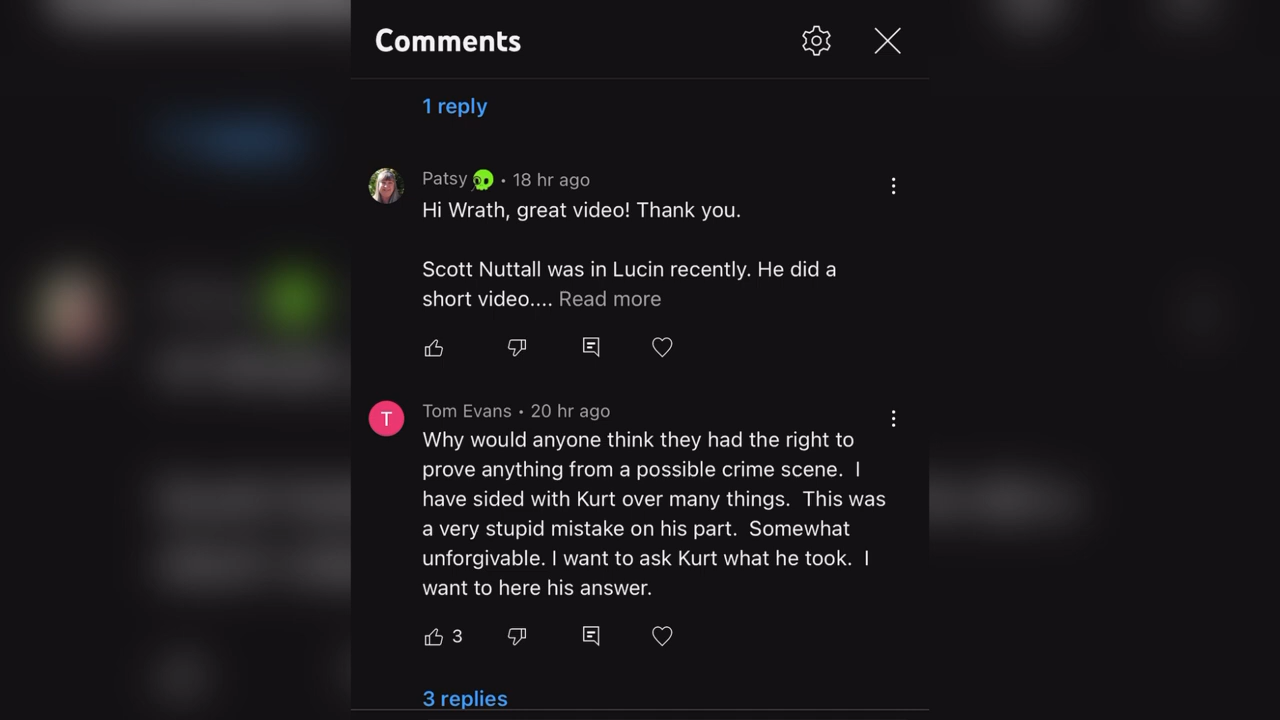 Comments
1 reply
Patsy • 18 hr ago
Hi Wrath, great video! Thank you.
Scott Nuttall was in Lucin recently. He did a
short video.... Read more
T
Tom Evans • 20 hr ago
Why would anyone think they had the right to
prove anything from a possible crime scene.  I
have sided with Kurt over many things.  This was
a very stupid mistake on his part.  Somewhat
unforgivable. I want to ask Kurt what he took.  I
want to here his answer.
3
3 replies